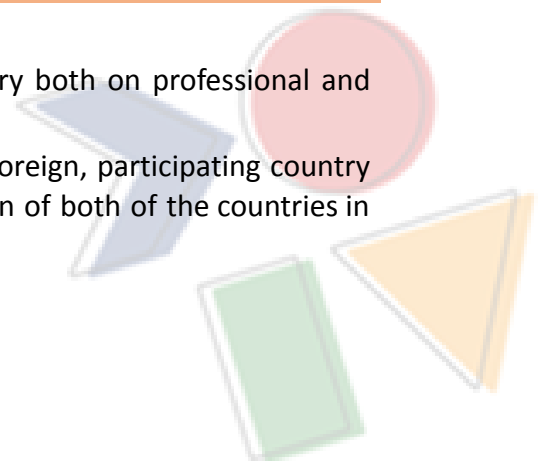 ry both on professional and
oreign, participating country
n of both of the countries in